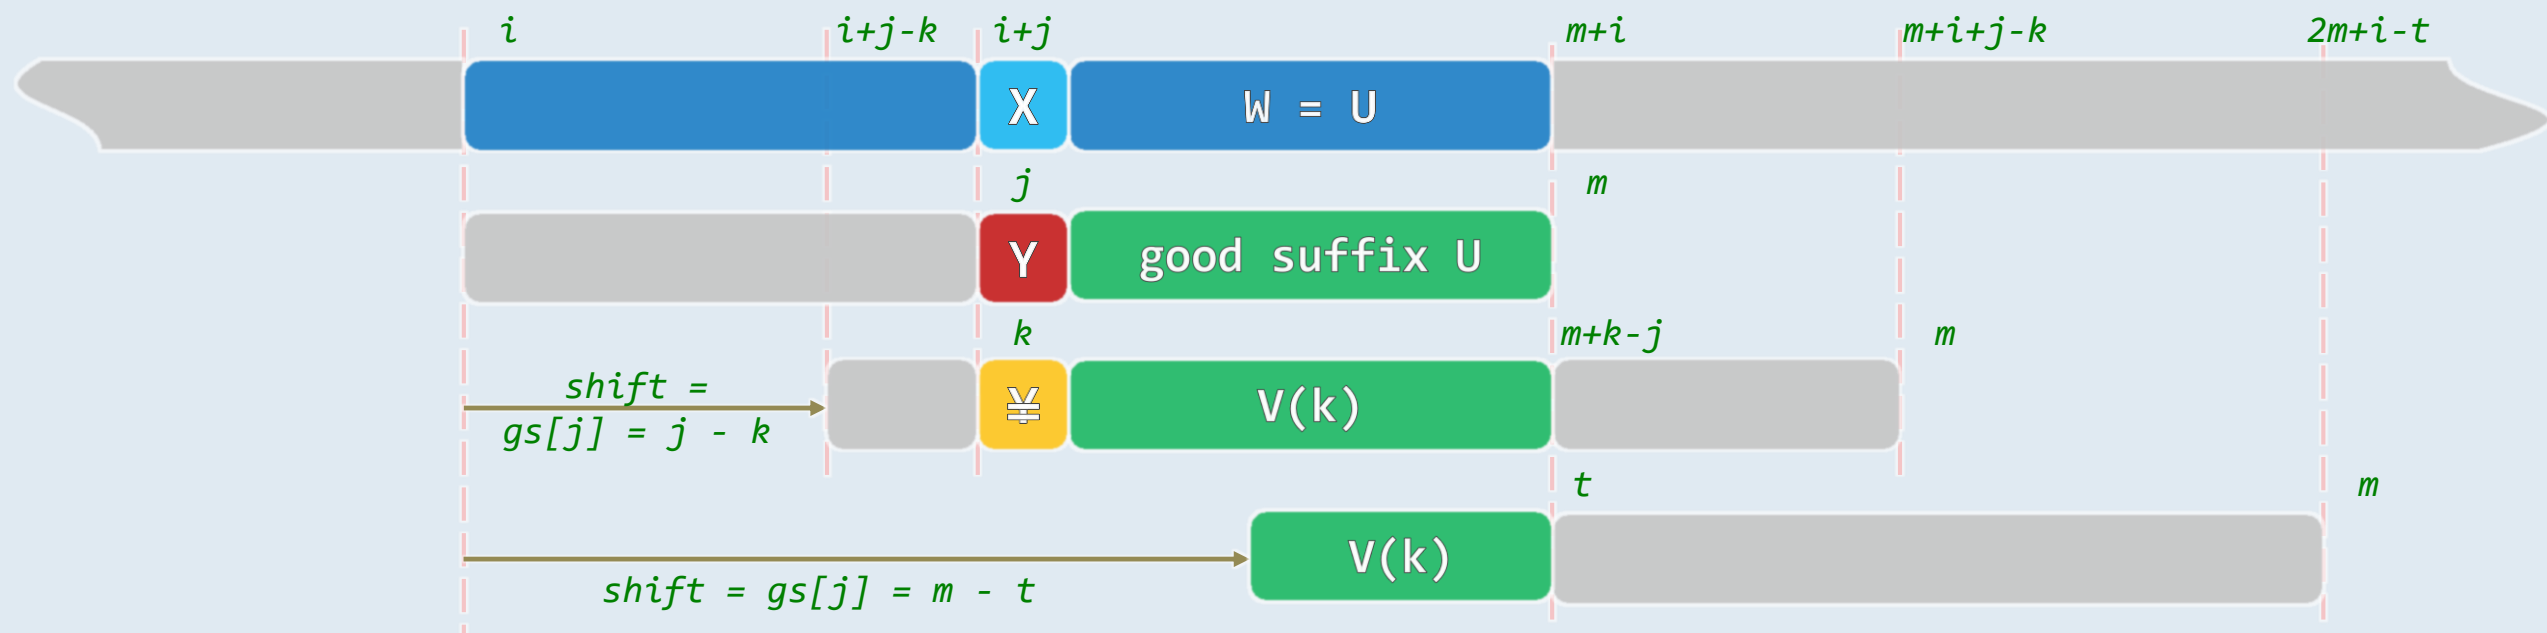 i i+j-k i+j m+i m+i+j-k 2m+i-t
X W = U
j m
Y good suffix U
k m+k-j m
shift =
¥ V(k)
gs[j] = j - k
t m
V(k)
shift = gs[j] = m - t